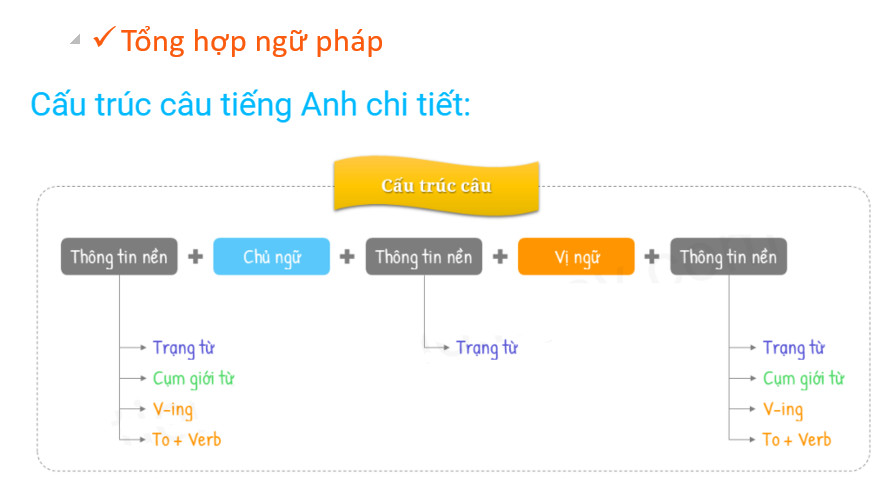 ✓ Tổng hợp ngữ pháp
Cấu trúc câu tiếng Anh chi tiết:
Cấu trúc câu
Thông tin nền + Chủ ngữ + Thông tin nền + Vị ngữ + Thông tin nền
Trạng từ Trạng từ Trạng từ
Cụm giới từ Cụm giới từ
V-ing V-ing
To + Verb To + Verb